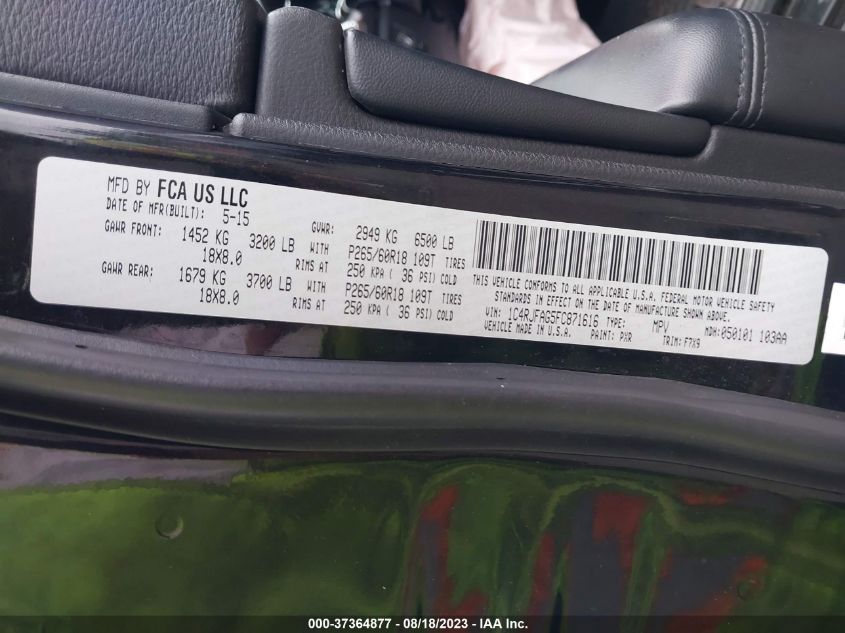 MFD BY FCA US LLC
DATE OF MFR(BUILT): 5-15 GVWR: 2949 KG 6500 LB
GAWR FRONT: 1452 KG 3200 LB WITH P265/60R18 109T TIRES
18X8.0 RIMS AT 250 KPA ( 36 PSI) COLD
GAWR REAR: 1679 KG 3700 LB WITH P265/60R18 109T TIRES
18X8.0 RIMS AT 250 KPA ( 36 PSI) COLD
THIS VEHICLE CONFORMS TO ALL APPLICABLE U.S.A. FEDERAL MOTOR VEHICLE SAFETY
STANDARDS IN EFFECT ON THE DATE OF MANUFACTURE SHOWN ABOVE.
VIN: 1C4RJFAG5FC871616 TYPE: MPV MDH:050101 103AA
VEHICLE MADE IN U.S.A. PAINT: PXR TRIM: F7X9
000-37364877 - 08/18/2023 - IAA Inc.